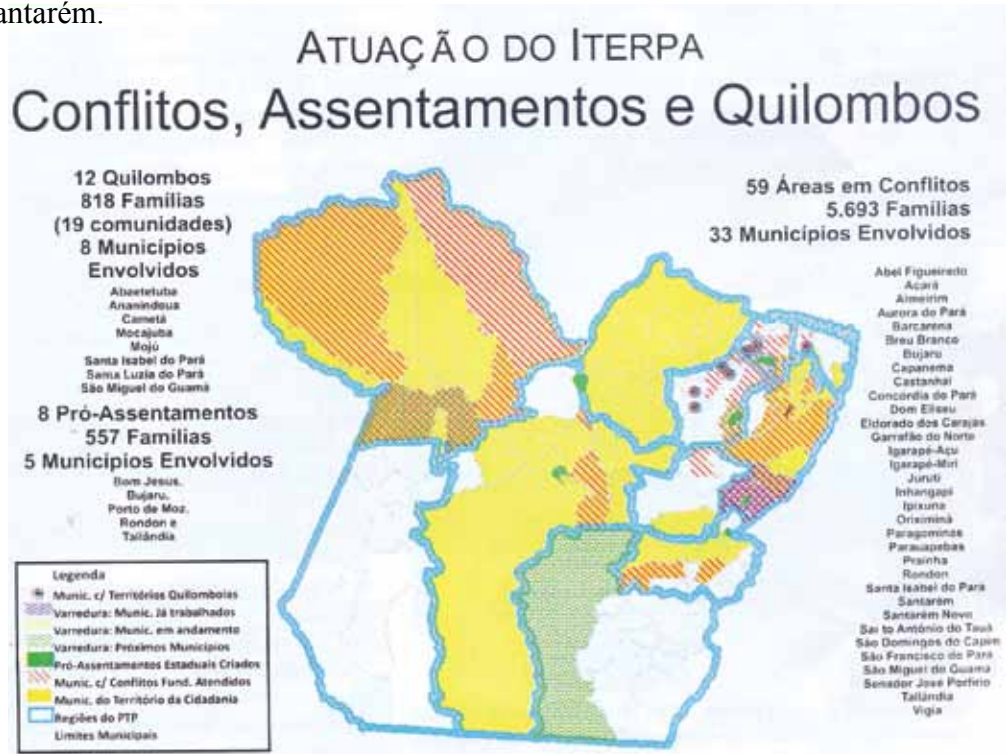 antarém.
ATUAÇÃO DO ITERPA
Conflitos, Assentamentos e Quilombos
12 Quilombos
818 Famílias
(19 comunidades)
8 Municípios
Envolvidos
Abaetetuba
Ananindeua
Cametá
Mocajuba
Mojú
Santa Isabel do Pará
Santa Luzia do Pará
São Miguel do Guamá
8 Pró-Assentamentos
557 Famílias
5 Municípios Envolvidos
Bom Jesus,
Bujaru,
Porto de Moz,
Rondon e
Tailândia
59 Áreas em Conflitos
5.693 Famílias
33 Municípios Envolvidos
Abel Figueiredo
Acará
Almeirim
Aurora do Pará
Barcarena
Breu Branco
Bujaru
Capanema
Castanhal
Concórdia do Pará
Dom Eliseu
Eldorado dos Carajas
Garrafão do Norte
Igarapé-Açu
Igarapé-Miri
Juruti
Inhangapi
Ipixuna
Oriximiná
Paragominas
Parauapebas
Prainha
Rondon
Santa Isabel do Pará
Santarém
Santarém Novo
Santo Antônio do Tauá
São Domingos do Capim
São Francisco do Pará
São Miguel do Guamá
Senador José Porfírio
Tailândia
Vigia
Legenda
Munic. c/ Territórios Quilombolas
Varredura: Munic. Já trabalhados
Varredura: Munic. em andamento
Varredura: Próximos Municípios
Pró-Assentamentos Estaduais Criados
Munic. c/ Conflitos Fund. Atendidos
Munic. do Território da Cidadania
Regiões do PTP
Limites Municipais